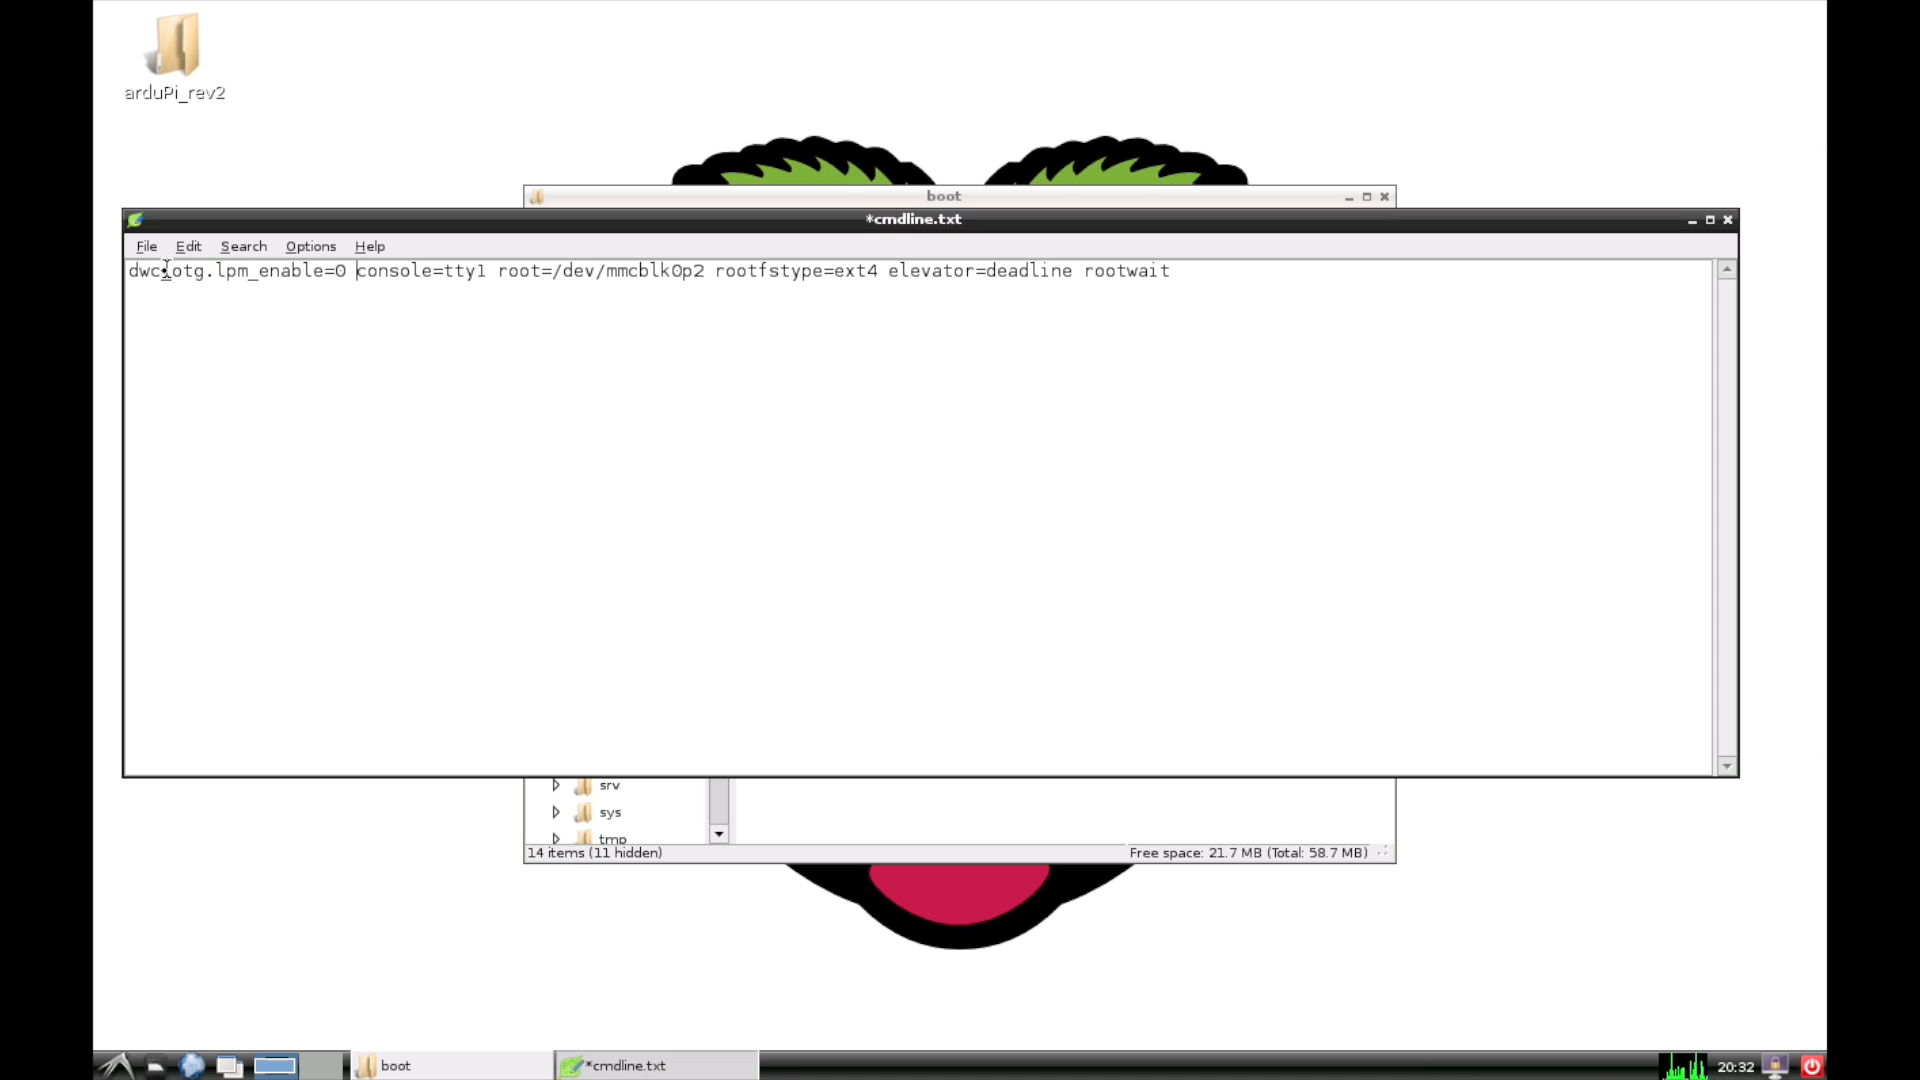 arduPi_rev2
boot
*cmdline.txt
File Edit Search Options Help
dwc_otg.lpm_enable=0 console=tty1 root=/dev/mmcblk0p2 rootfstype=ext4 elevator=deadline rootwait
srv
sys
tmp
14 items (11 hidden) Free space: 21.7 MB (Total: 58.7 MB)
boot *cmdline.txt 20:32